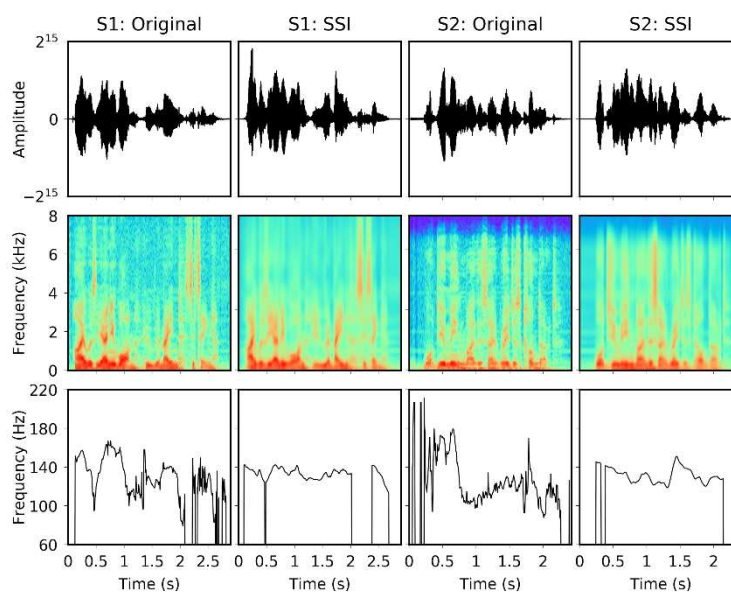 S1: Original S1: SSI S2: Original S2: SSI
2^15
Amplitude
0
−2^15
8
6
Frequency (kHz)
4
2
0
220
180
Frequency (Hz)
140
100
60
0 0.5 1 1.5 2 2.5 0 0.5 1 1.5 2 2.5 0 0.5 1 1.5 2 0 0.5 1 1.5 2
Time (s) Time (s) Time (s) Time (s)